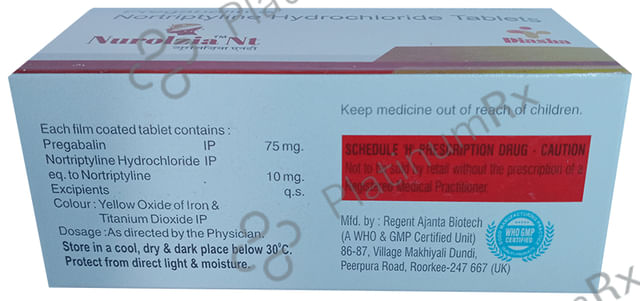 Pregabalin &
Nortriptyline Hydrochloride Tablets
Nurolzia Nt™
नुरोल्ज़िया एनटी
Dinsha
Each film coated tablet contains :
Pregabalin IP 75 mg.
Nortriptyline Hydrochloride IP
eq. to Nortriptyline 10 mg.
Excipients q.s.
Colour : Yellow Oxide of Iron &
Titanium Dioxide IP
Dosage : As directed by the Physician.
Store in a cool, dry & dark place below 30°C.
Protect from direct light & moisture.
Keep medicine out of reach of children.
SCHEDULE 'H' PRESCRIPTION DRUG - CAUTION
Not to be sold by retail without the prescription of a
Registered Medical Practitioner.
Mfd. by : Regent Ajanta Biotech
(A WHO & GMP Certified Unit)
86-87, Village Makhiyali Dundi,
Peerpura Road, Roorkee-247 667 (UK)
WHO GMP
CERTIFIED
PlatinumRx